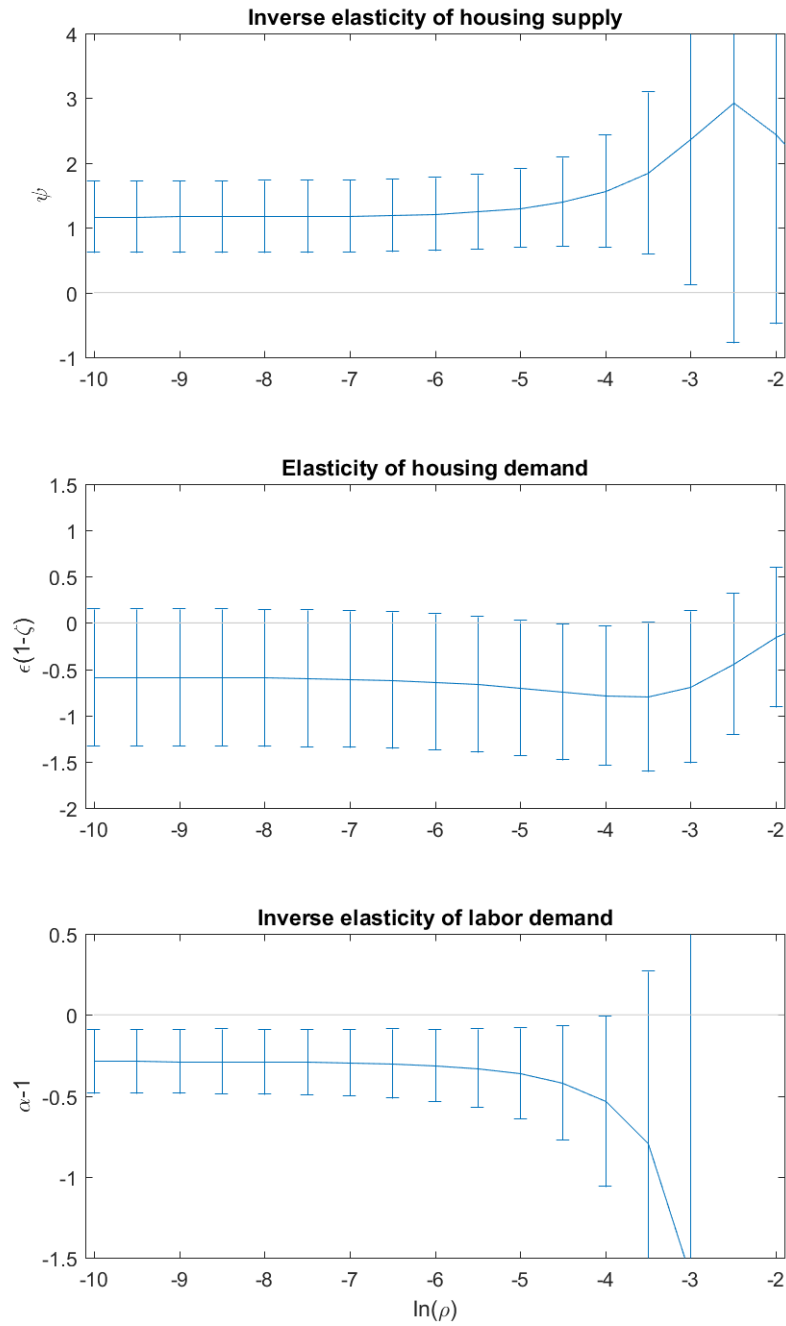 Inverse elasticity of housing supply
4
3
2
1
0
-1
ψ
-10 -9 -8 -7 -6 -5 -4 -3 -2
Elasticity of housing demand
1.5
1
0.5
0
-0.5
-1
-1.5
-2
ϵ(1-ζ)
-10 -9 -8 -7 -6 -5 -4 -3 -2
Inverse elasticity of labor demand
0.5
0
-0.5
-1
-1.5
α-1
-10 -9 -8 -7 -6 -5 -4 -3 -2
ln(ρ)